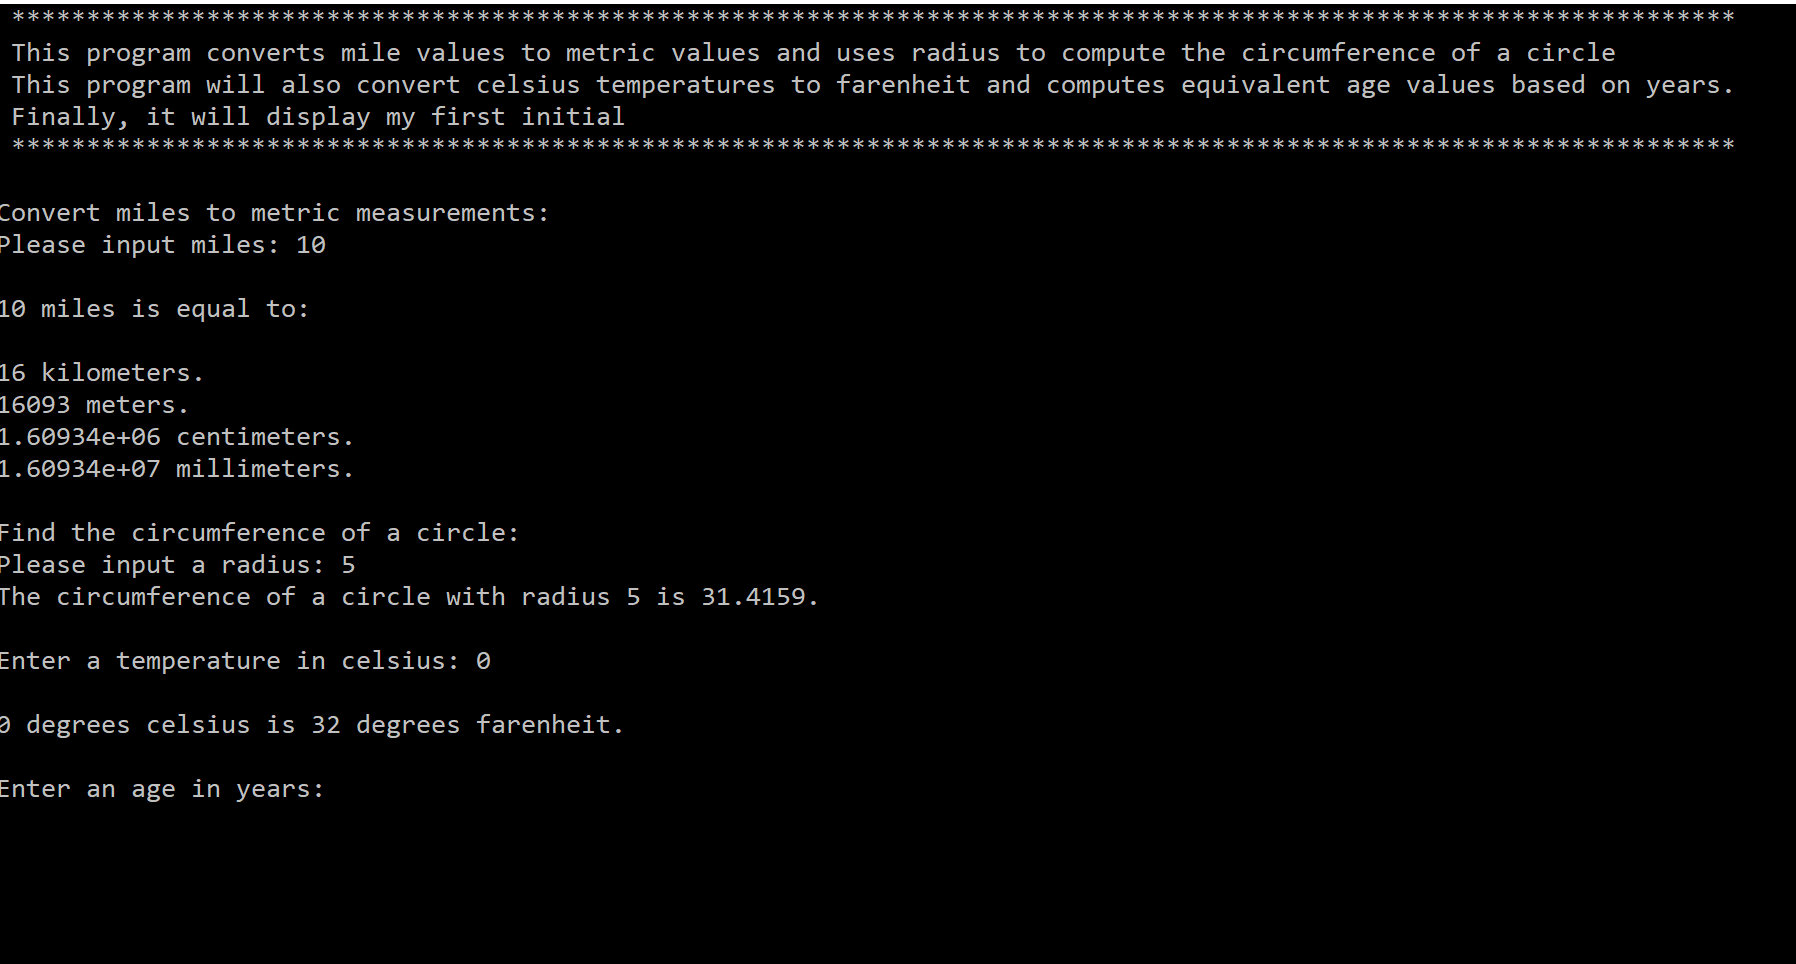 *******************************************************************************************************************
This program converts mile values to metric values and uses radius to compute the circumference of a circle
This program will also convert celsius temperatures to farenheit and computes equivalent age values based on years.
Finally, it will display my first initial
*******************************************************************************************************************
Convert miles to metric measurements:
Please input miles: 10
10 miles is equal to:
16 kilometers.
16093 meters.
1.60934e+06 centimeters.
1.60934e+07 millimeters.
Find the circumference of a circle:
Please input a radius: 5
The circumference of a circle with radius 5 is 31.4159.
Enter a temperature in celsius: 0
0 degrees celsius is 32 degrees farenheit.
Enter an age in years: